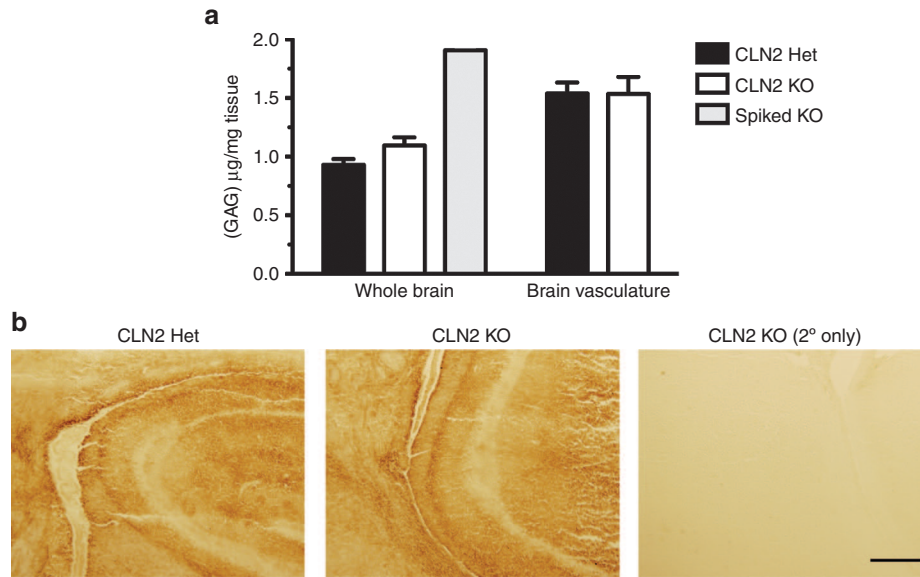 a
2.0
1.5
1.0
0.5
0.0
(GAG) μg/mg tissue
Whole brain
Brain vasculature
CLN2 Het
CLN2 KO
Spiked KO
b
CLN2 Het
CLN2 KO
CLN2 KO (2º only)